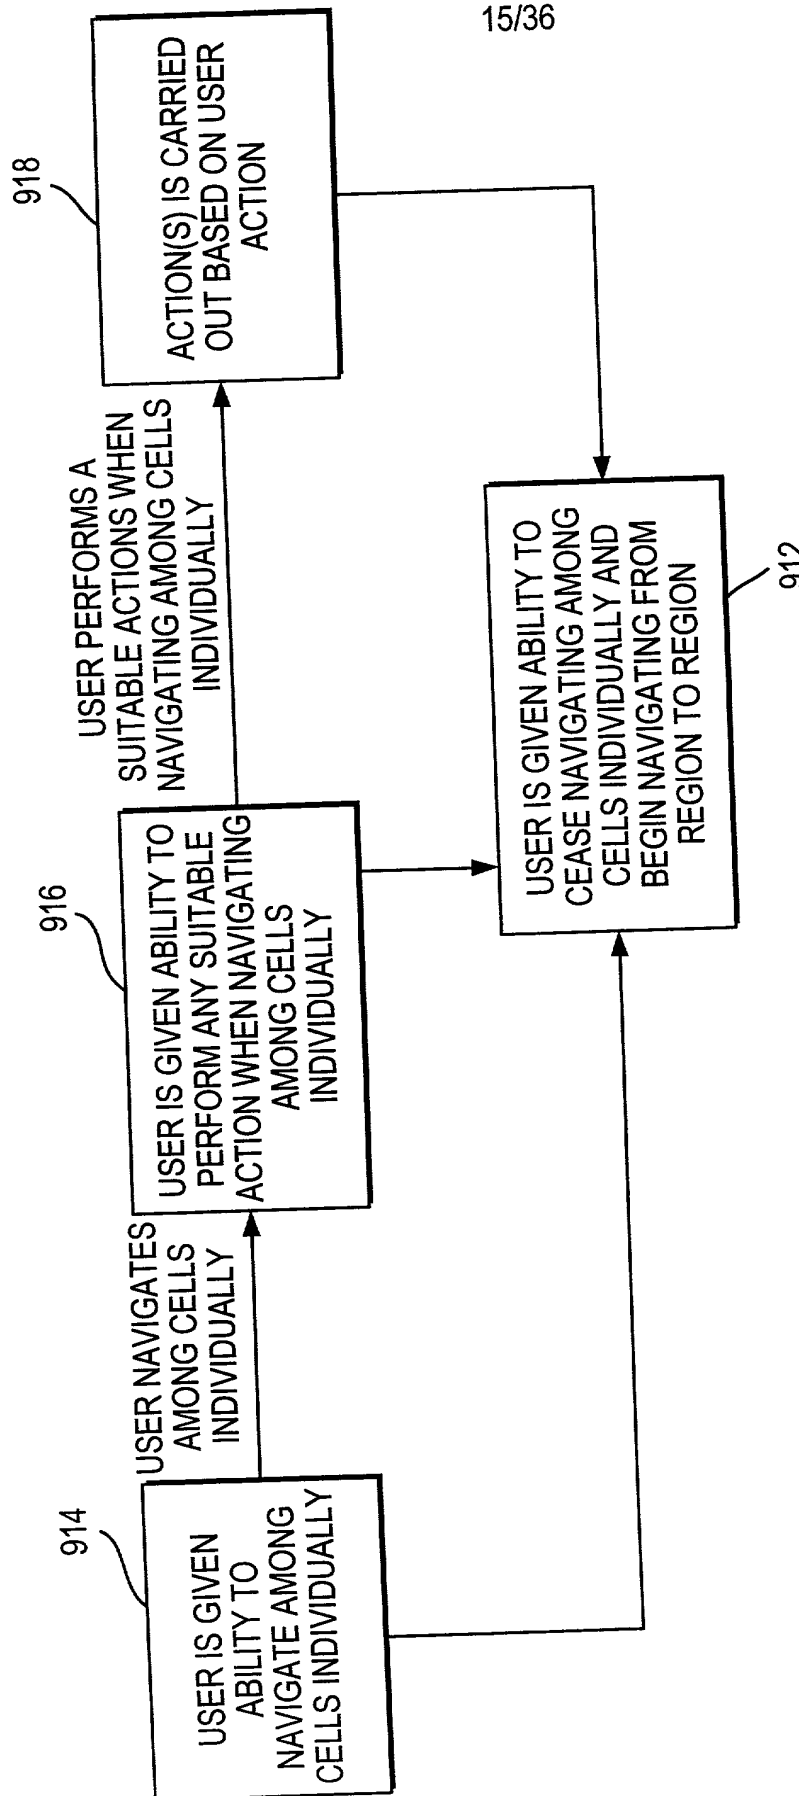 15/36
914
USER IS GIVEN
ABILITY TO
NAVIGATE AMONG
CELLS INDIVIDUALLY
USER NAVIGATES
AMONG CELLS
INDIVIDUALLY
916
USER IS GIVEN ABILITY TO
PERFORM ANY SUITABLE
ACTION WHEN NAVIGATING
AMONG CELLS
INDIVIDUALLY
USER PERFORMS A
SUITABLE ACTIONS WHEN
NAVIGATING AMONG CELLS
INDIVIDUALLY
918
ACTION(S) IS CARRIED
OUT BASED ON USER
ACTION
USER IS GIVEN ABILITY TO
CEASE NAVIGATING AMONG
CELLS INDIVIDUALLY AND
BEGIN NAVIGATING FROM
REGION TO REGION
912